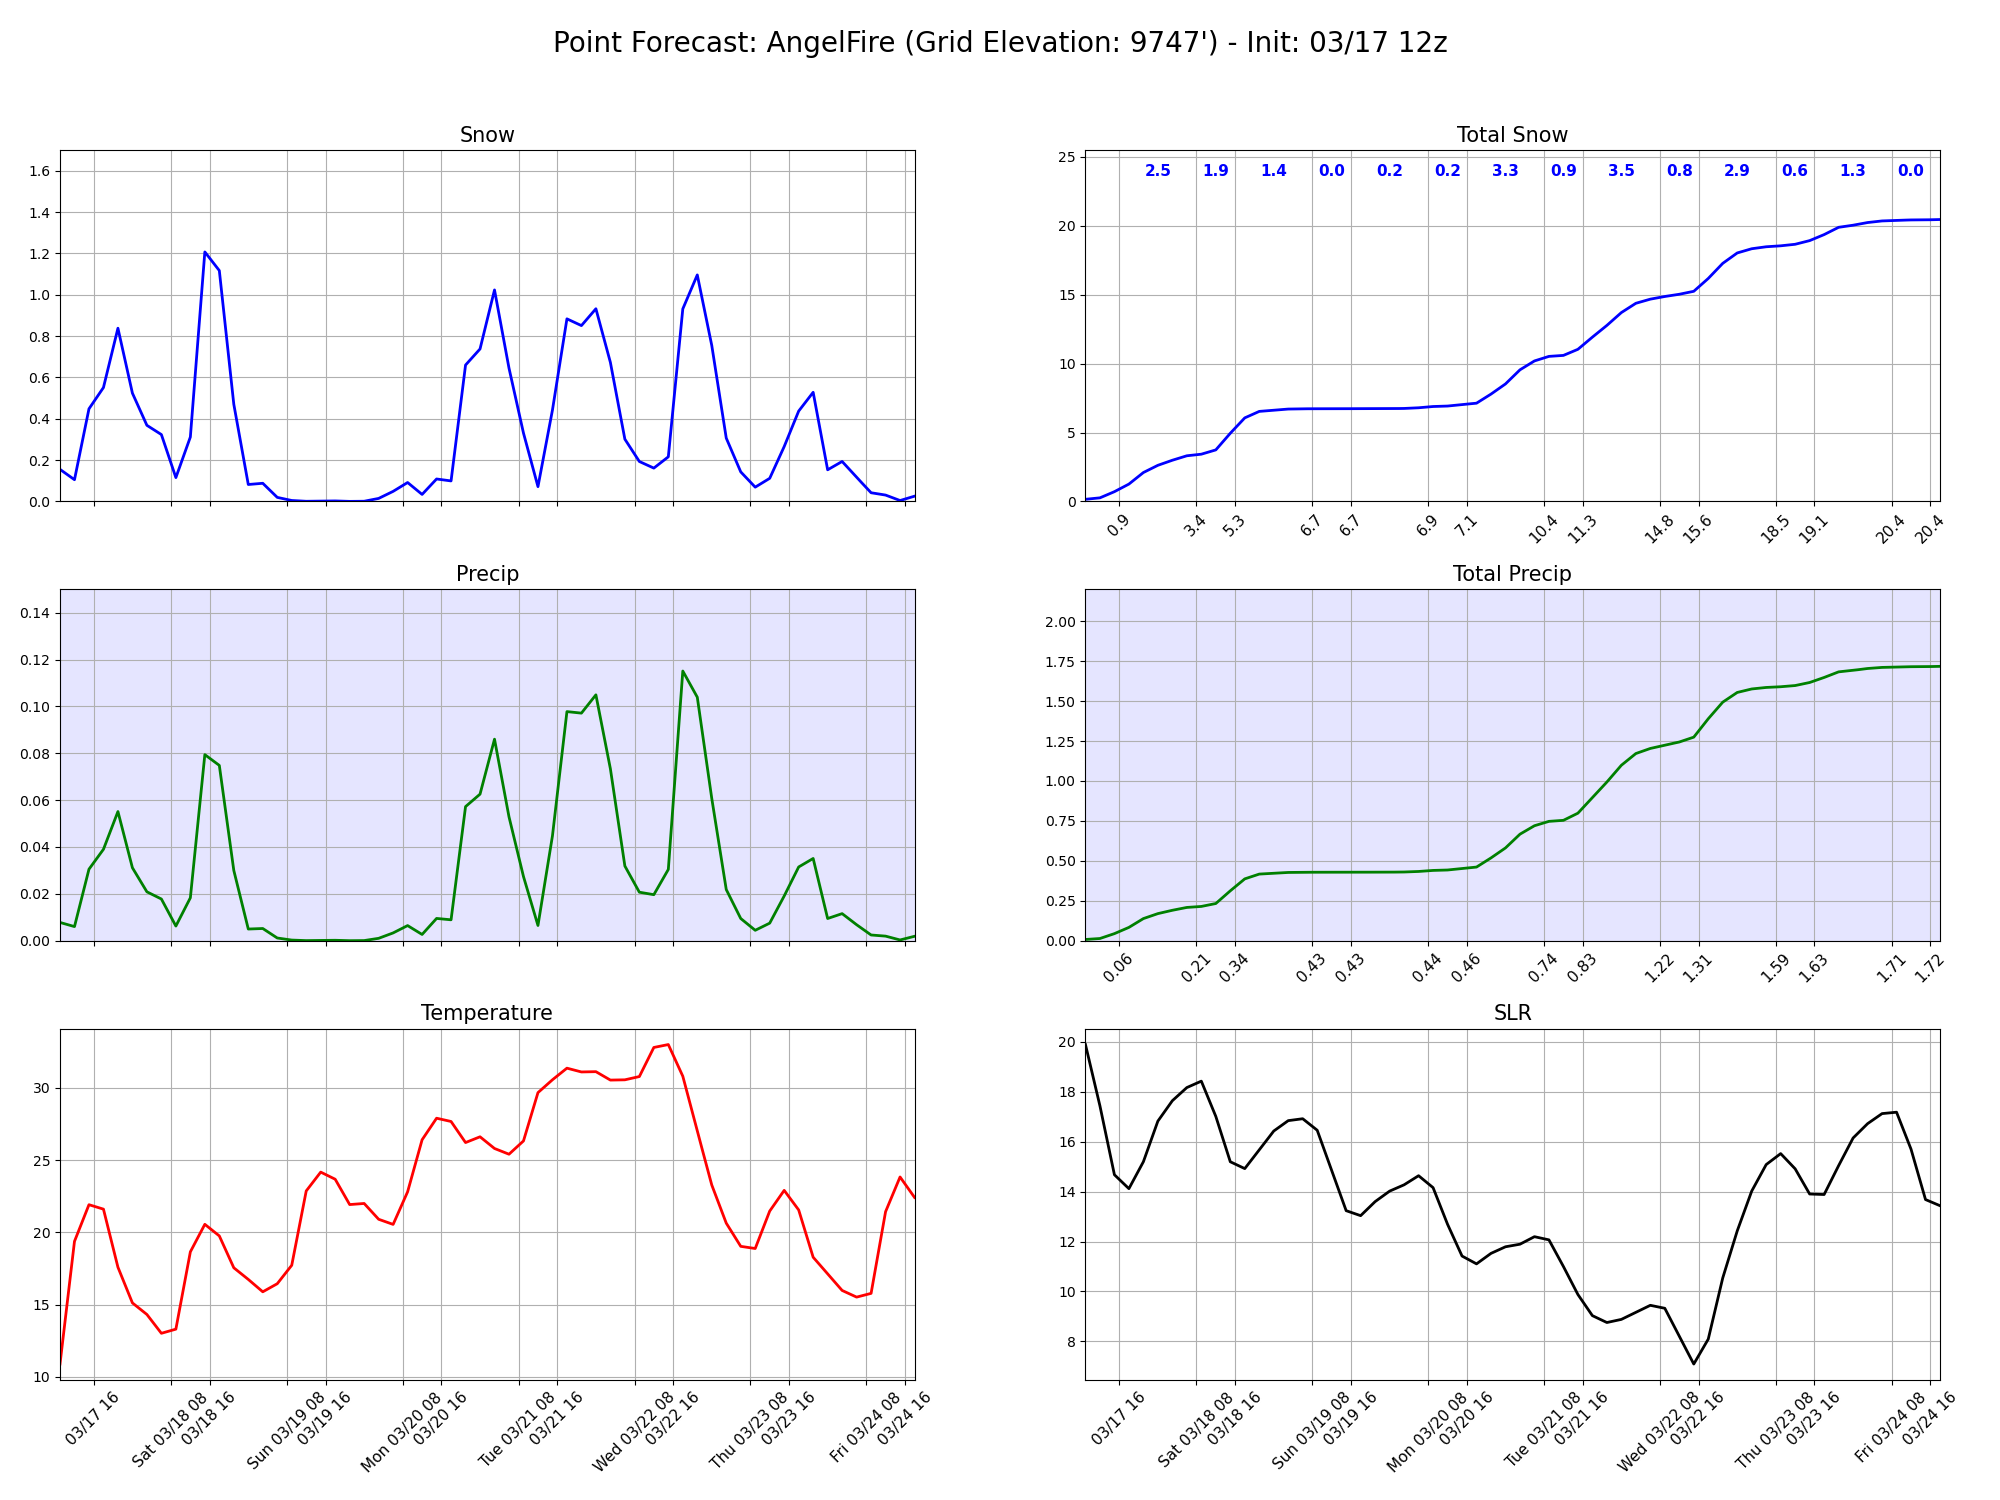 Point Forecast: AngelFire (Grid Elevation: 9747') - Init: 03/17 12z
Snow
1.6
1.4
1.2
1.0
0.8
0.6
0.4
0.2
0.0
Total Snow
2.5 1.9 1.4 0.0 0.2 0.2 3.3 0.9 3.5 0.8 2.9 0.6 1.3 0.0
25
20
15
10
5
0
0.9 3.4 5.3 6.7 6.7 6.9 7.1 10.4 11.3 14.8 15.6 18.5 19.1 20.4 20.4
Precip
0.14
0.12
0.10
0.08
0.06
0.04
0.02
0.00
Total Precip
2.00
1.75
1.50
1.25
1.00
0.75
0.50
0.25
0.00
0.06 0.21 0.34 0.43 0.43 0.44 0.46 0.74 0.83 1.22 1.31 1.59 1.63 1.71 1.72
Temperature
30
25
20
15
10
03/17 16
Sat 03/18 08
03/18 16
Sun 03/19 08
03/19 16
Mon 03/20 08
03/20 16
Tue 03/21 08
03/21 16
Wed 03/22 08
03/22 16
Thu 03/23 08
03/23 16
Fri 03/24 08
03/24 16
SLR
20
18
16
14
12
10
8
03/17 16
Sat 03/18 08
03/18 16
Sun 03/19 08
03/19 16
Mon 03/20 08
03/20 16
Tue 03/21 08
03/21 16
Wed 03/22 08
03/22 16
Thu 03/23 08
03/23 16
Fri 03/24 08
03/24 16